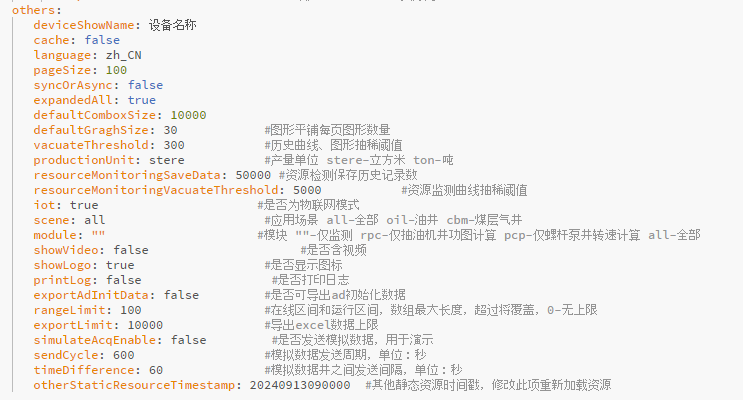 others:
deviceShowName: 设备名称
cache: false
language: zh_CN
pageSize: 100
syncOrAsync: false
expandedAll: true
defaultComboxSize: 10000
defaultGraghSize: 30 #图形平铺每页图形数量
vacuateThreshold: 300 #历史曲线、图形抽稀阈值
productionUnit: stere #产量单位 stere-立方米 ton-吨
resourceMonitoringSaveData: 50000 #资源检测保存历史记录数
resourceMonitoringVacuateThreshold: 5000 #资源监测曲线抽稀阈值
iot: true #是否为物联网模式
scene: all #应用场景 all-全部 oil-油井 cbm-煤层气井
module: "" #模块 ""-仅监测 rpc-仅抽油机井功图计算 pcp-仅螺杆泵井转速计算 all-全部
showVideo: false #是否含视频
showLogo: true #是否显示图标
printLog: false #是否打印日志
exportAdInitData: false #是否可导出ad初始化数据
rangeLimit: 100 #在线区间和运行区间，数组最大长度，超过将覆盖，0-无上限
exportLimit: 10000 #导出excel数据上限
simulateAcqEnable: false #是否发送模拟数据，用于演示
sendCycle: 600 #模拟数据发送周期，单位：秒
timeDifference: 60 #模拟数据井之间发送间隔，单位：秒
otherStaticResourceTimestamp: 20240913090000 #其他静态资源时间戳，修改此项重新加载资源